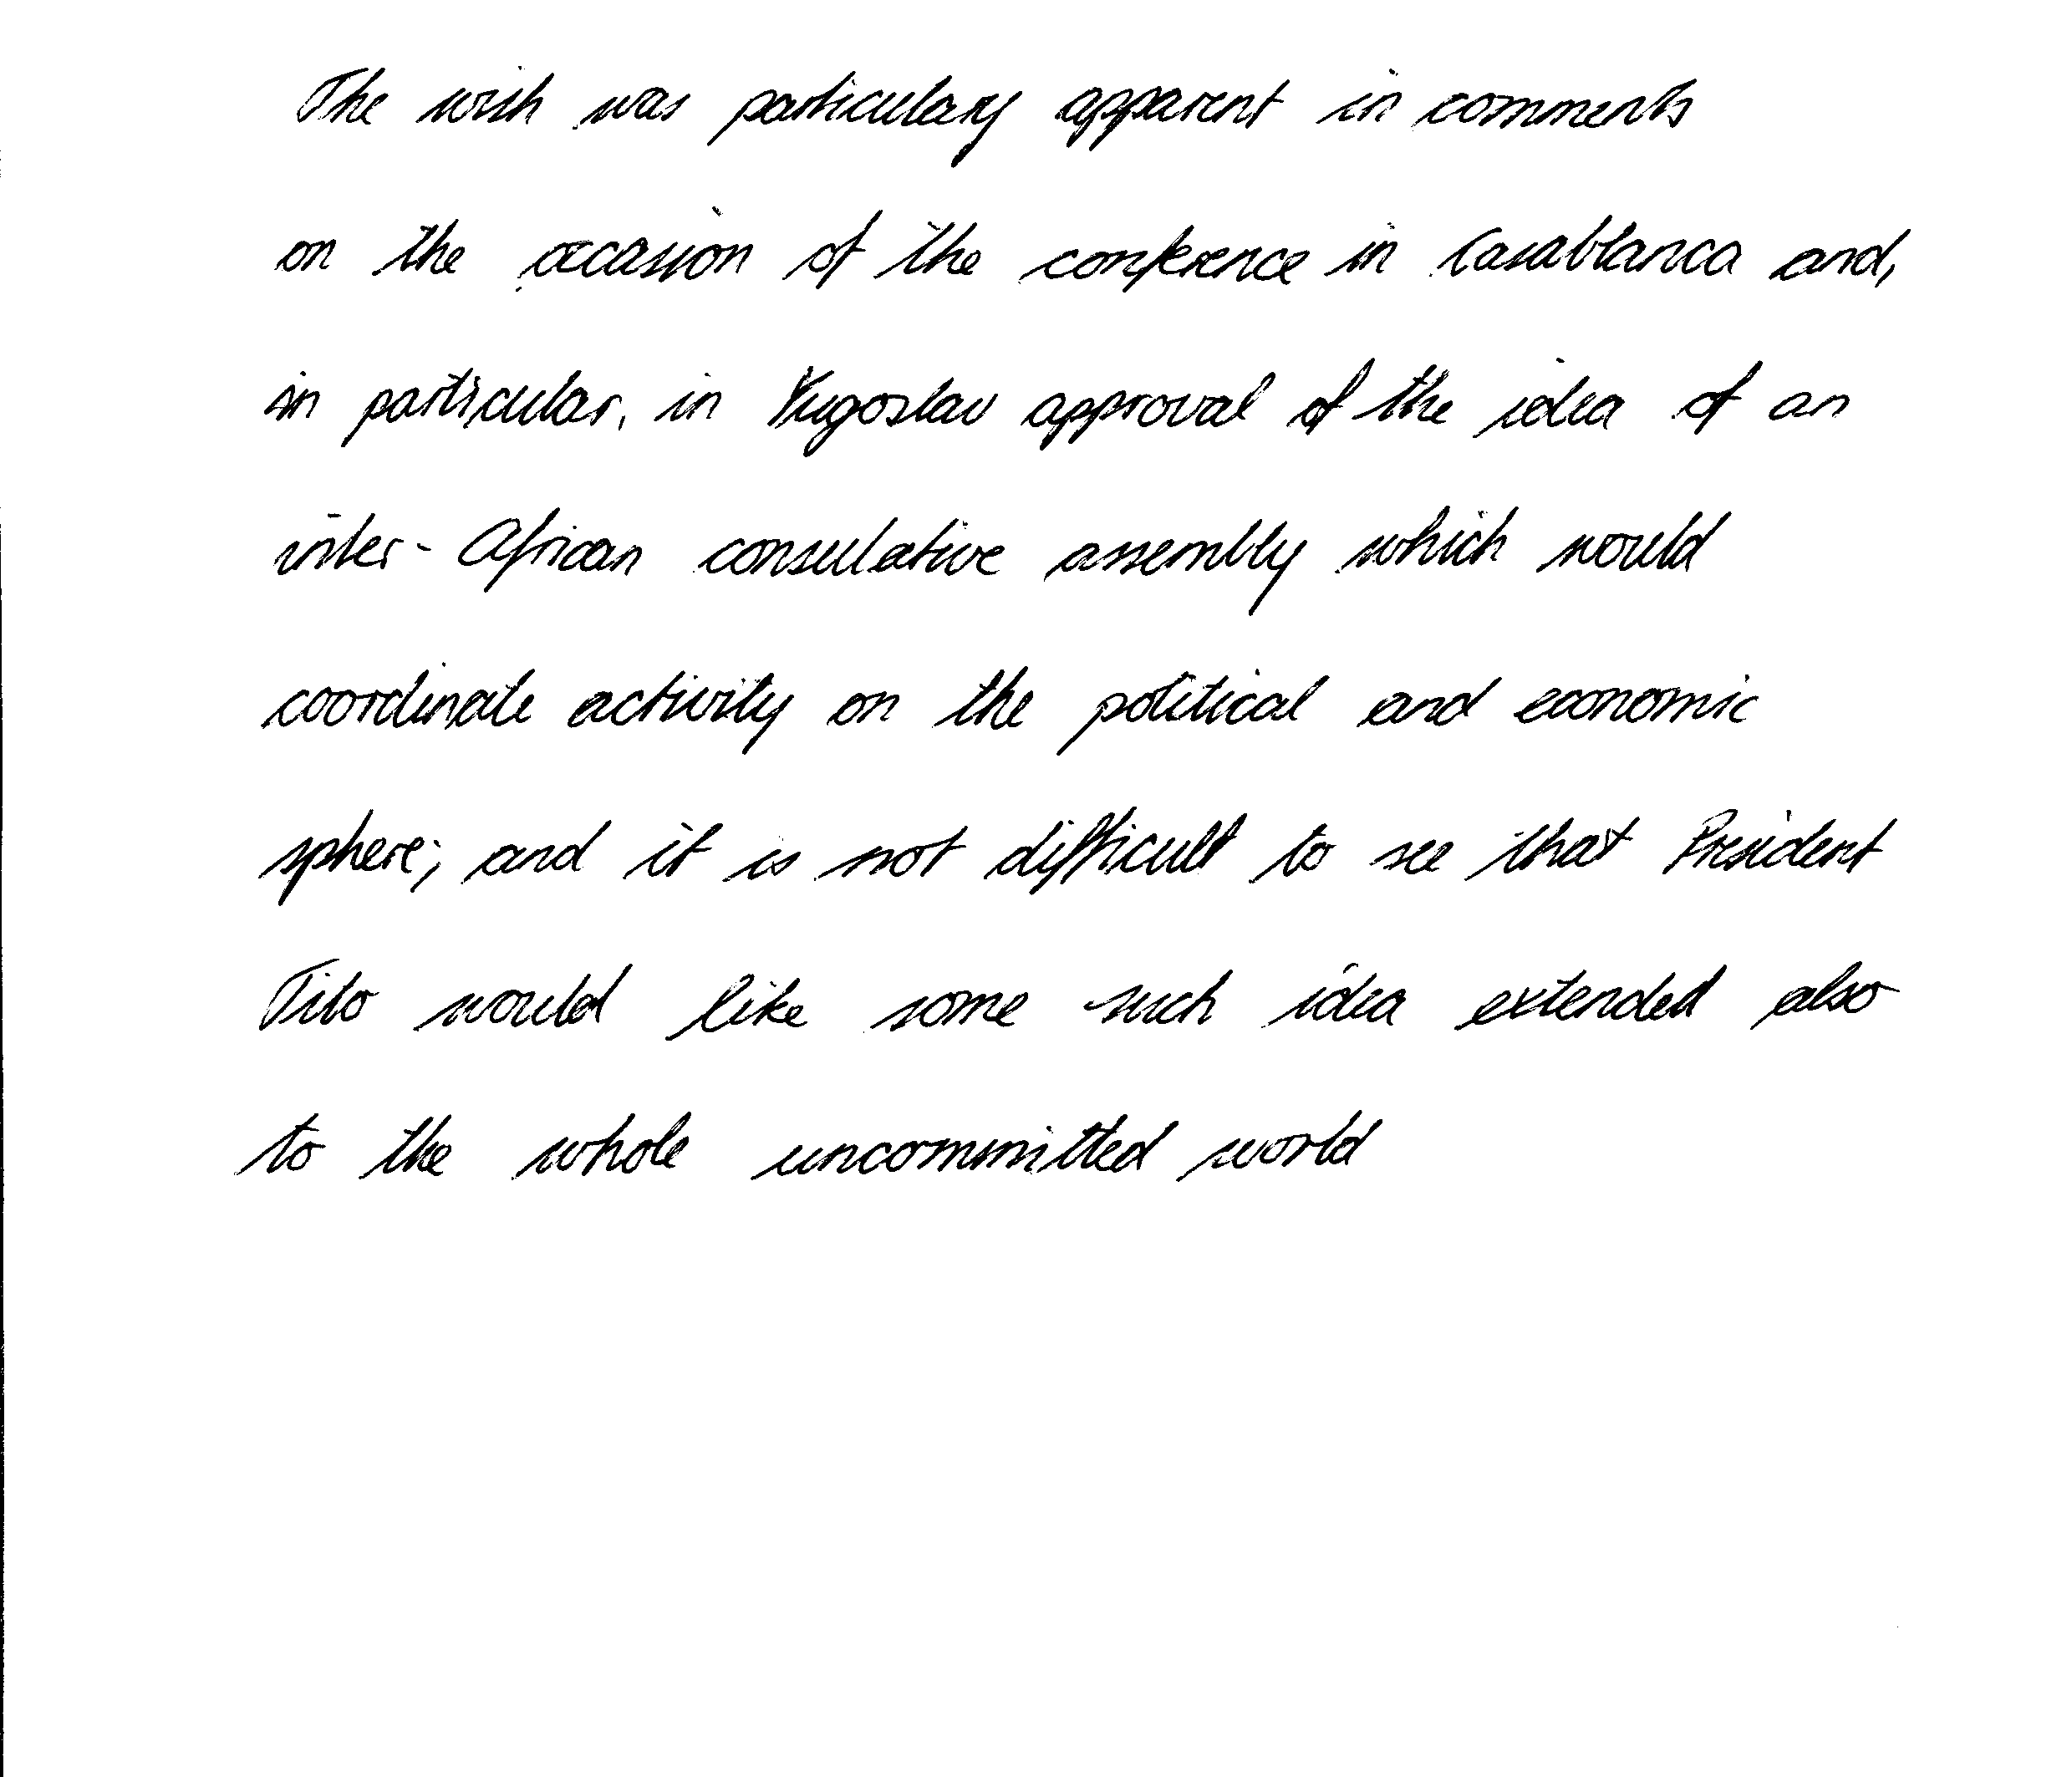 The wish was particulary apparent in comments
on the occasion of the conference in Casablanca and,
in particular, in Yugoslav approval of the idea of an
inter-African consultative assembly which would
coordinate activity on the political and economic
sphere; and it is not difficult to see that President
Tito would like some such idea extended also
to the whole uncommitted world